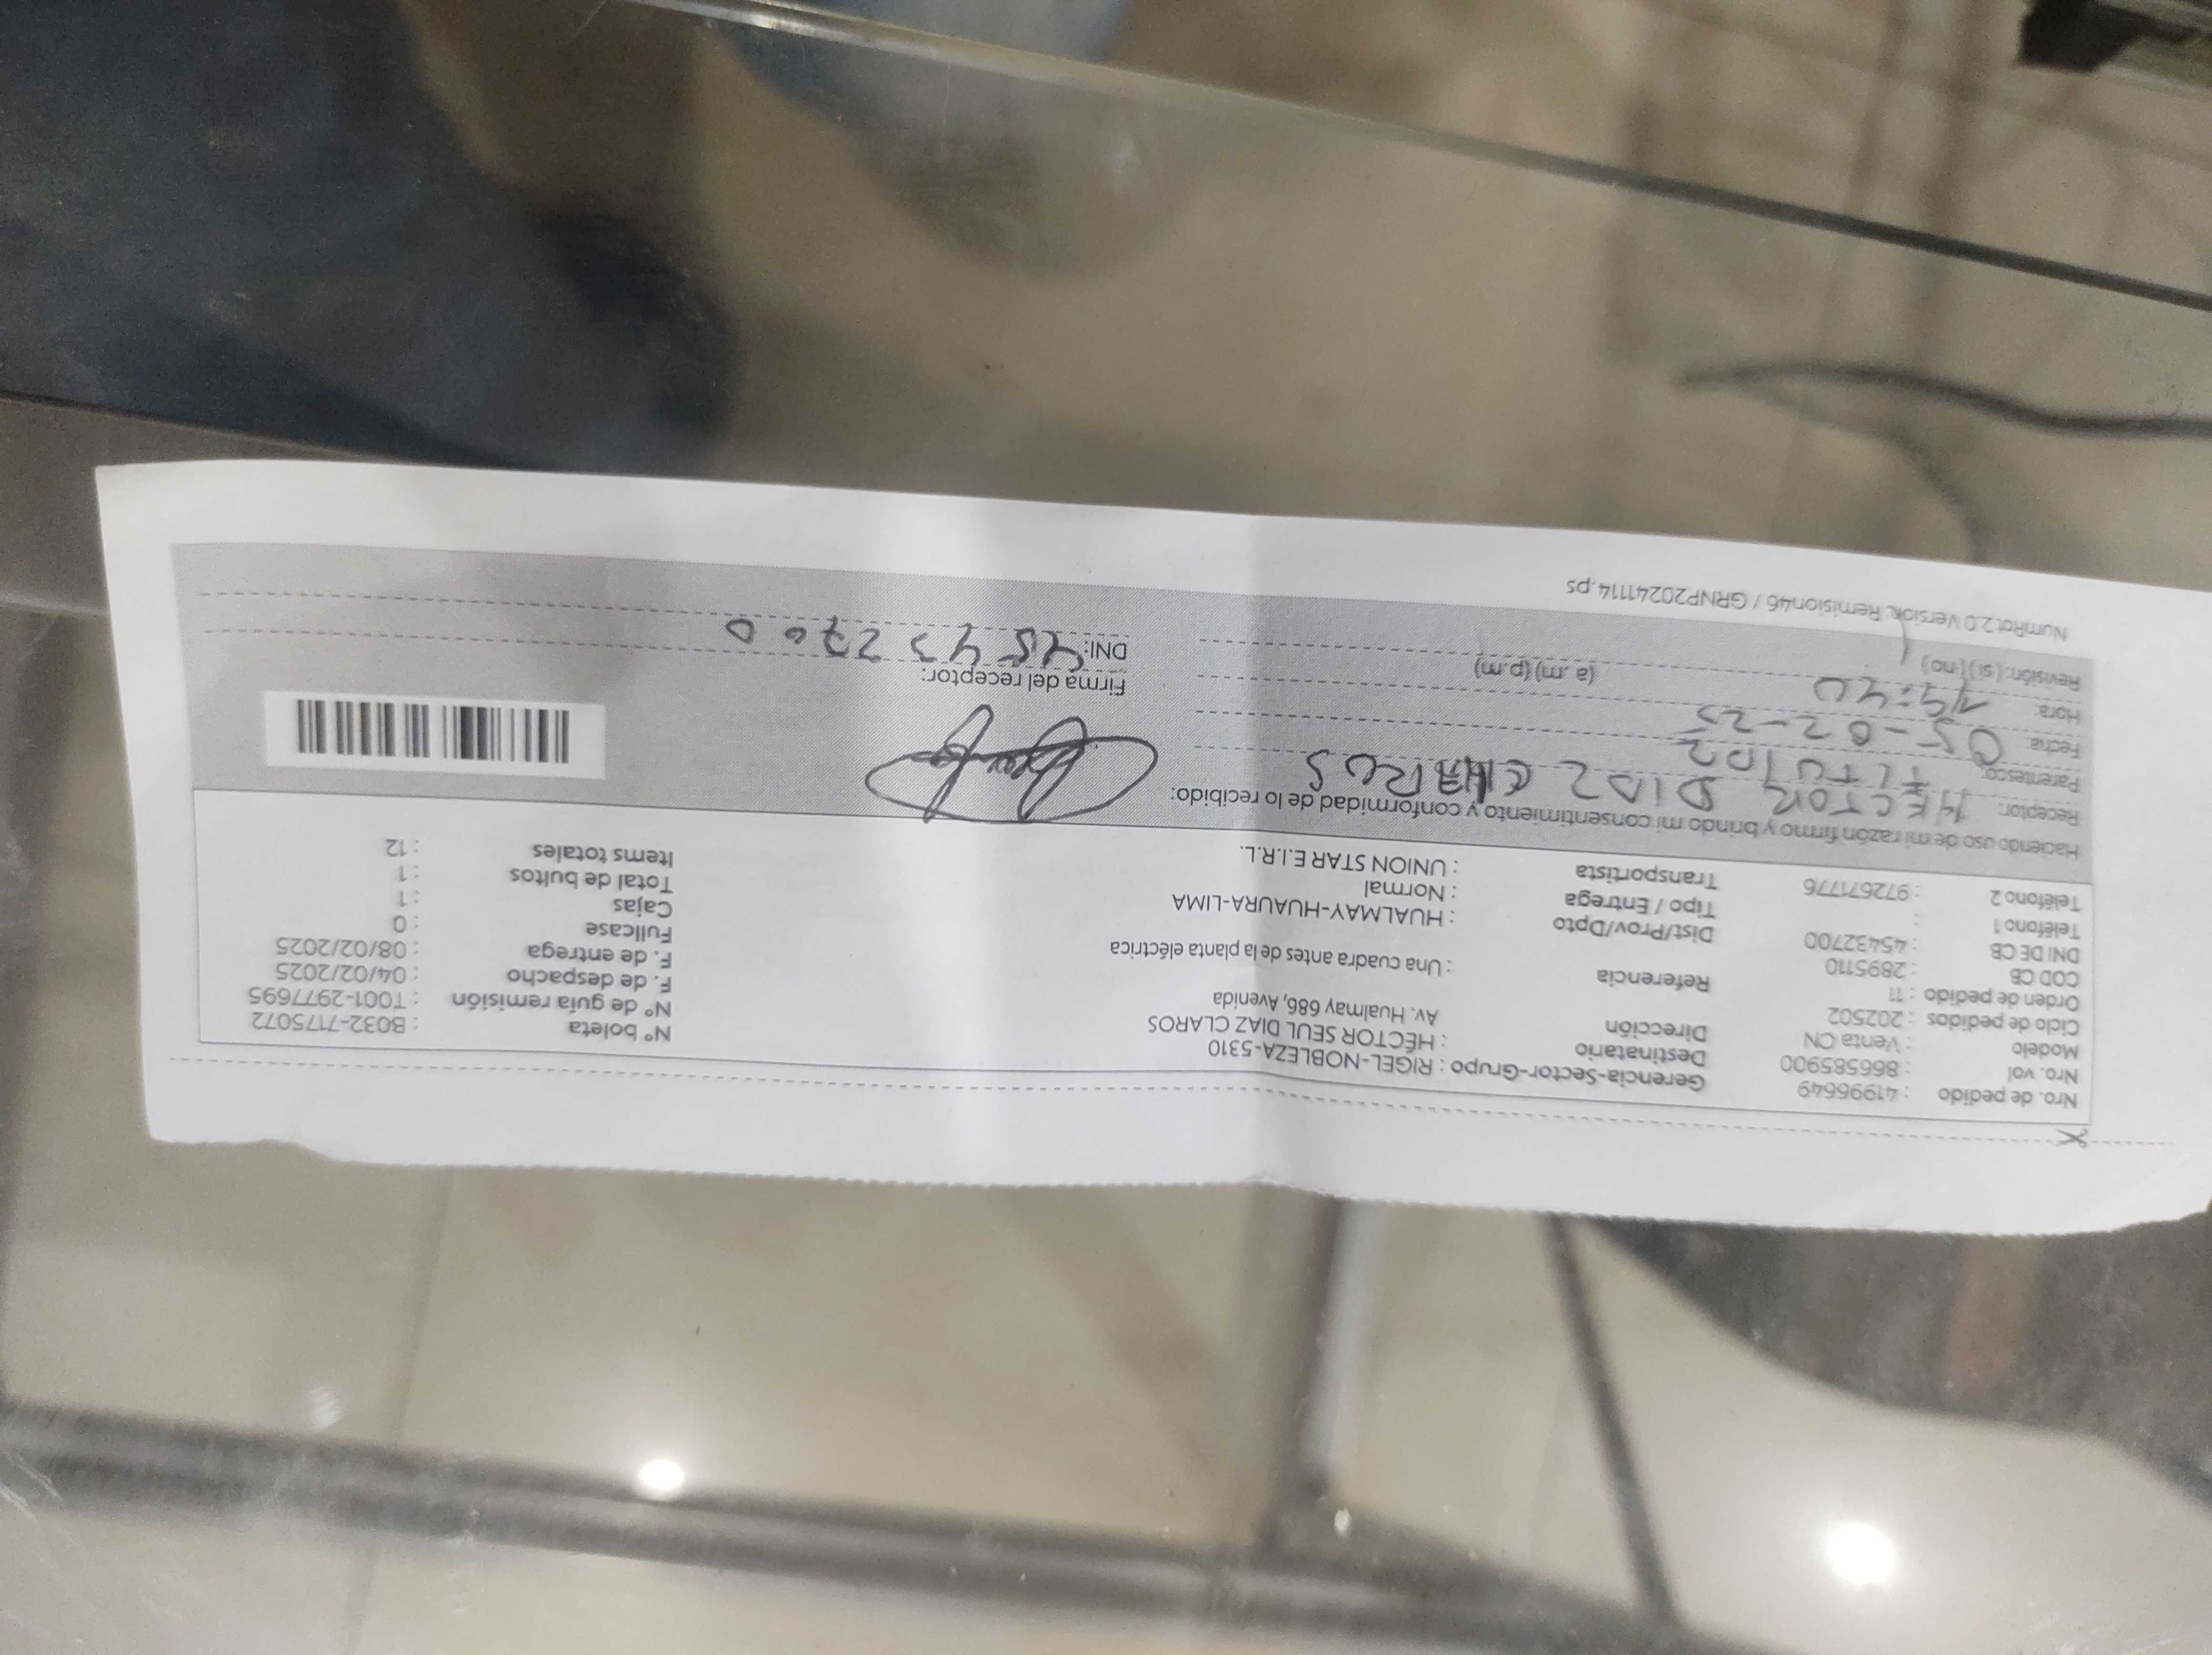 Nro. de pedido : 41996649
Nro. vol : 866585900
Modelo : Venta CN
Ciclo de pedidos : 202502
Orden de pedido : 11
COD CB : 2895110
DNI DE CB : 45432700
Teléfono 1 :
Teléfono 2 : 972671776
Gerencia-Sector-Grupo : RIGEL-NOBLEZA-5310
Destinatario : HÉCTOR SEUL DIAZ CLAROS
Dirección Av. Hualmay 686, Avenida
Referencia : Una cuadra antes de la planta eléctrica
Dist/Prov/Dpto : HUALMAY-HUAURA-LIMA
Tipo / Entrega : Normal
Transportista : UNION STAR E.I.R.L.
N° boleta : B032-7175072
N° de guía remisión : T001-2977695
F. de despacho : 04/02/2025
F. de entrega : 08/02/2025
Fullcase : 0
Cajas : 1
Total de bultos : 1
Items totales : 12
Haciendo uso de mi razón firmo y brindo mi consentimiento y conformidad de lo recibido:
Receptor: HECTOR DIAZ
Parentesco:
Fecha: 05-02-25
Hora: 19:40 (a.m) (p.m)
Revisión: (si) (no)
Firma del receptor:
DNI: 45432700
NumRot 2.0 Version: Remision46 / GRNP20241114.ps